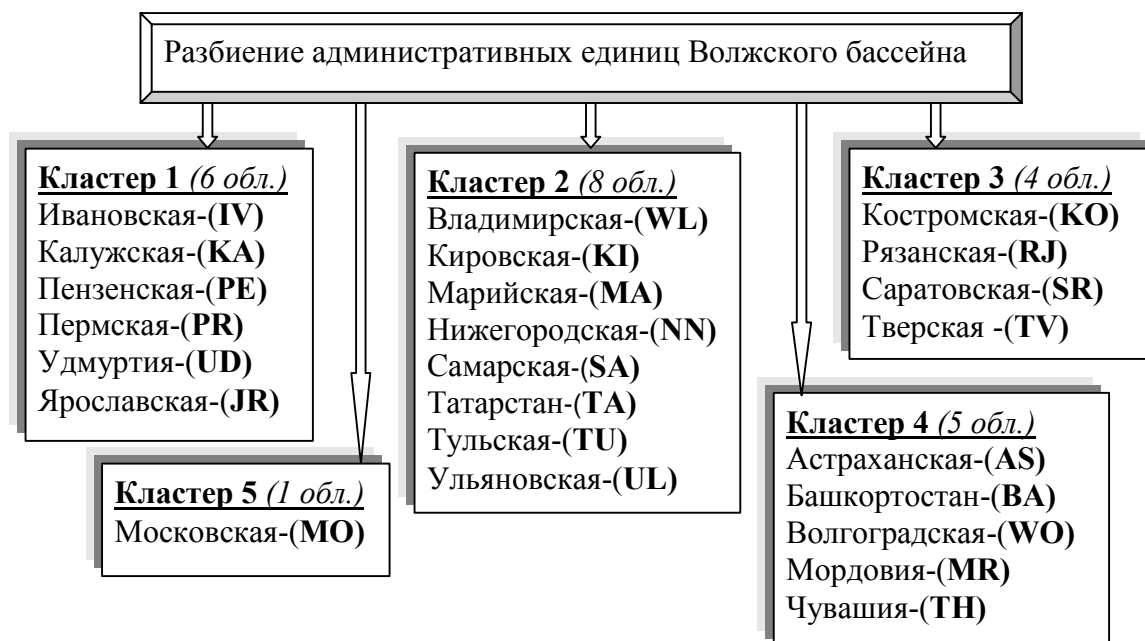 Разбиение административных единиц Волжского бассейна
Кластер 1 (6 обл.)
Ивановская-(IV)
Калужская-(KA)
Пензенская-(PE)
Пермская-(PR)
Удмуртия-(UD)
Ярославская-(JR)
Кластер 2 (8 обл.)
Владимирская-(WL)
Кировская-(KI)
Марийская-(MA)
Нижегородская-(NN)
Самарская-(SA)
Татарстан-(TA)
Тульская-(TU)
Ульяновская-(UL)
Кластер 3 (4 обл.)
Костромская-(KO)
Рязанская-(RJ)
Саратовская-(SR)
Тверская -(TV)
Кластер 5 (1 обл.)
Московская-(MO)
Кластер 4 (5 обл.)
Астраханская-(AS)
Башкортостан-(BA)
Волгоградская-(WO)
Мордовия-(MR)
Чувашия-(TH)